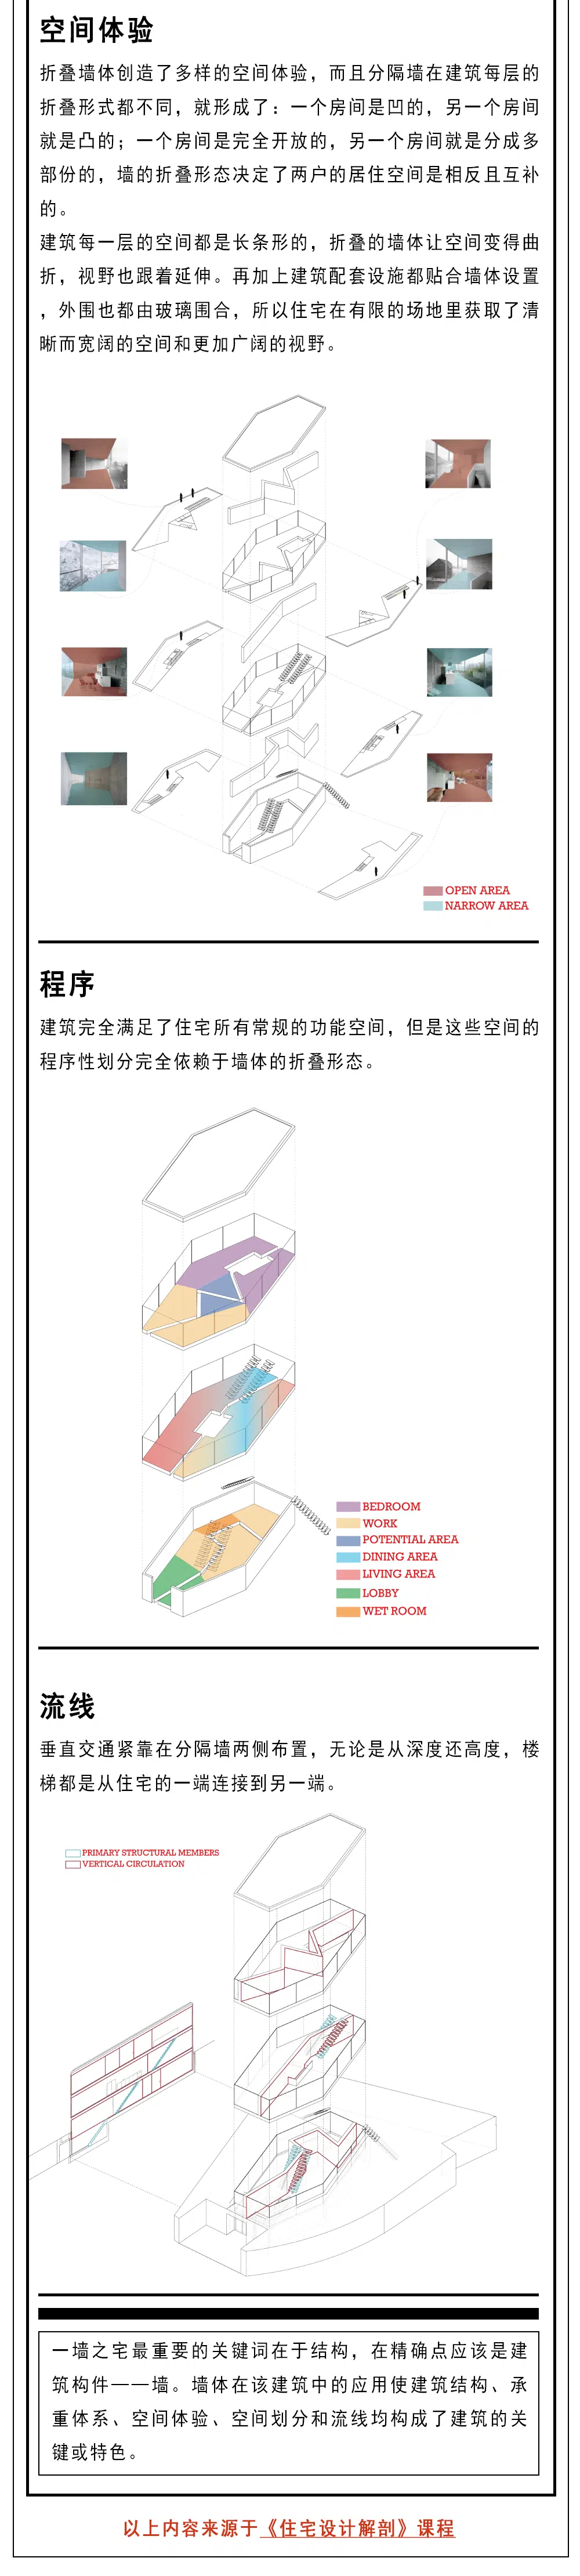 空间体验
折叠墙体创造了多样的空间体验，而且分隔墙在建筑每层的
折叠形式都不同，就形成了：一个房间是凹的，另一个房间
就是凸的；一个房间是完全开放的，另一个房间就是分成多
部份的，墙的折叠形态决定了两户的居住空间是相反且互补
的。
建筑每一层的空间都是长条形的，折叠的墙体让空间变得曲
折，视野也跟着延伸。再加上建筑配套设施都贴合墙体设置
，外围也都由玻璃围合，所以住宅在有限的场地里获取了清
晰而宽阔的空间和更加广阔的视野。
OPEN AREA
NARROW AREA
程序
建筑完全满足了住宅所有常规的功能空间，但是这些空间的
程序性划分完全依赖于墙体的折叠形态。
BEDROOM
WORK
POTENTIAL AREA
DINING AREA
LIVING AREA
LOBBY
WET ROOM
流线
垂直交通紧靠在分隔墙两侧布置，无论是从深度还高度，楼
梯都是从住宅的一端连接到另一端。
PRIMARY STRUCTURAL MEMBERS
VERTICAL CIRCULATION
一墙之宅最重要的关键词在于结构，在精确点应该是建
筑构件——墙。墙体在该建筑中的应用使建筑结构、承
重体系、空间体验、空间划分和流线均构成了建筑的关
键或特色。
以上内容来源于《住宅设计解剖》课程